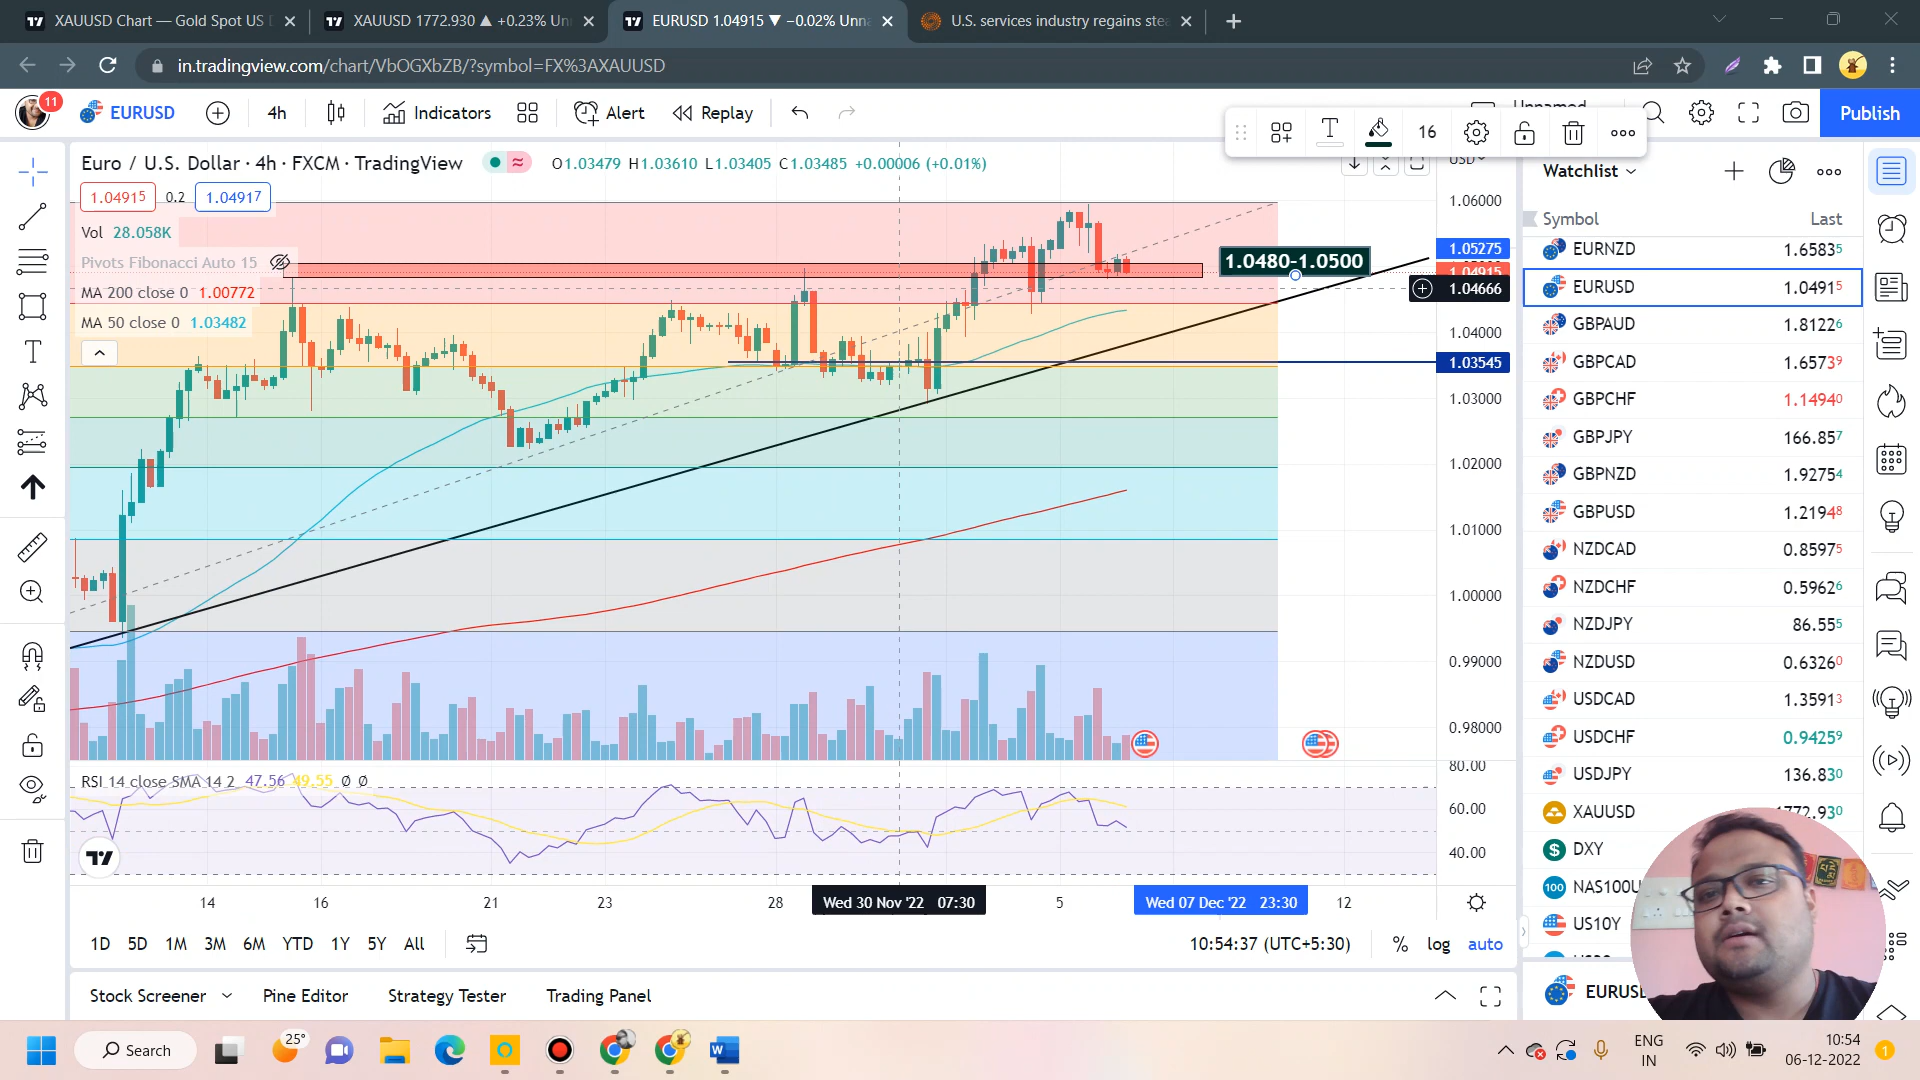 XAUUSD Chart — Gold Spot US D
XAUUSD 1772.930 ▲ +0.23% Un
EURUSD 1.04915 ▼ −0.02% Unna
U.S. services industry regains stea
in.tradingview.com/chart/VbOGXbZB/?symbol=FX%3AXAUUSD
11
EURUSD
4h
Indicators
Alert
Replay
Unnamed
Publish
16
Euro / U.S. Dollar · 4h · FXCM · TradingView
O1.03479 H1.03610 L1.03405 C1.03485 +0.00006 (+0.01%)
1.04915
0.2
1.04917
Vol 28.058K
Pivots Fibonacci Auto 15
MA 200 close 0 1.00772
MA 50 close 0 1.03482
1.0480-1.0500
USD
1.06000
1.05275
1.04915
1.04666
1.04000
1.03545
1.03000
1.02000
1.01000
1.00000
0.99000
0.98000
RSI 14 close SMA 14 2 47.56 49.55 Ø Ø
80.00
60.00
40.00
14
16
21
23
28
Wed 30 Nov '22 07:30
5
Wed 07 Dec '22 23:30
12
1D 5D 1M 3M 6M YTD 1Y 5Y All
10:54:37 (UTC+5:30)
% log auto
Stock Screener
Pine Editor
Strategy Tester
Trading Panel
Watchlist
Symbol Last
EURNZD 1.65835
EURUSD 1.04915
GBPAUD 1.81226
GBPCAD 1.65739
GBPCHF 1.14940
GBPJPY 166.857
GBPNZD 1.92754
GBPUSD 1.21948
NZDCAD 0.85975
NZDCHF 0.59626
NZDJPY 86.555
NZDUSD 0.63260
USDCAD 1.35913
USDCHF 0.94259
USDJPY 136.830
XAUUSD 1772.930
$ DXY
100 NAS100U
US10Y
EURUS
25°
Search
ENG
IN
10:54
06-12-2022
1